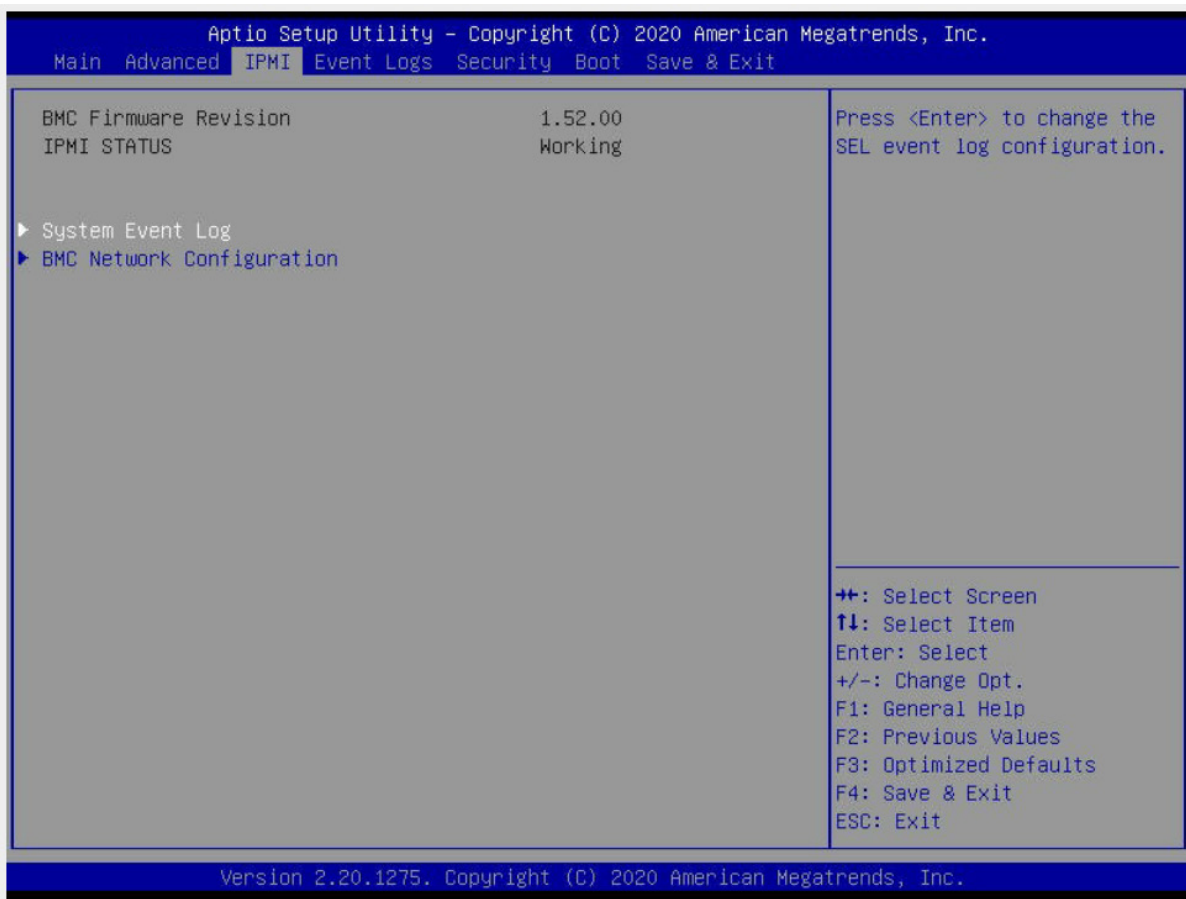 Aptio Setup Utility – Copyright (C) 2020 American Megatrends, Inc.
Main Advanced IPMI Event Logs Security Boot Save & Exit
BMC Firmware Revision 1.52.00
IPMI STATUS Working
▶ System Event Log
▶ BMC Network Configuration
Press <Enter> to change the
SEL event log configuration.
→←: Select Screen
↑↓: Select Item
Enter: Select
+/-: Change Opt.
F1: General Help
F2: Previous Values
F3: Optimized Defaults
F4: Save & Exit
ESC: Exit
Version 2.20.1275. Copyright (C) 2020 American Megatrends, Inc.